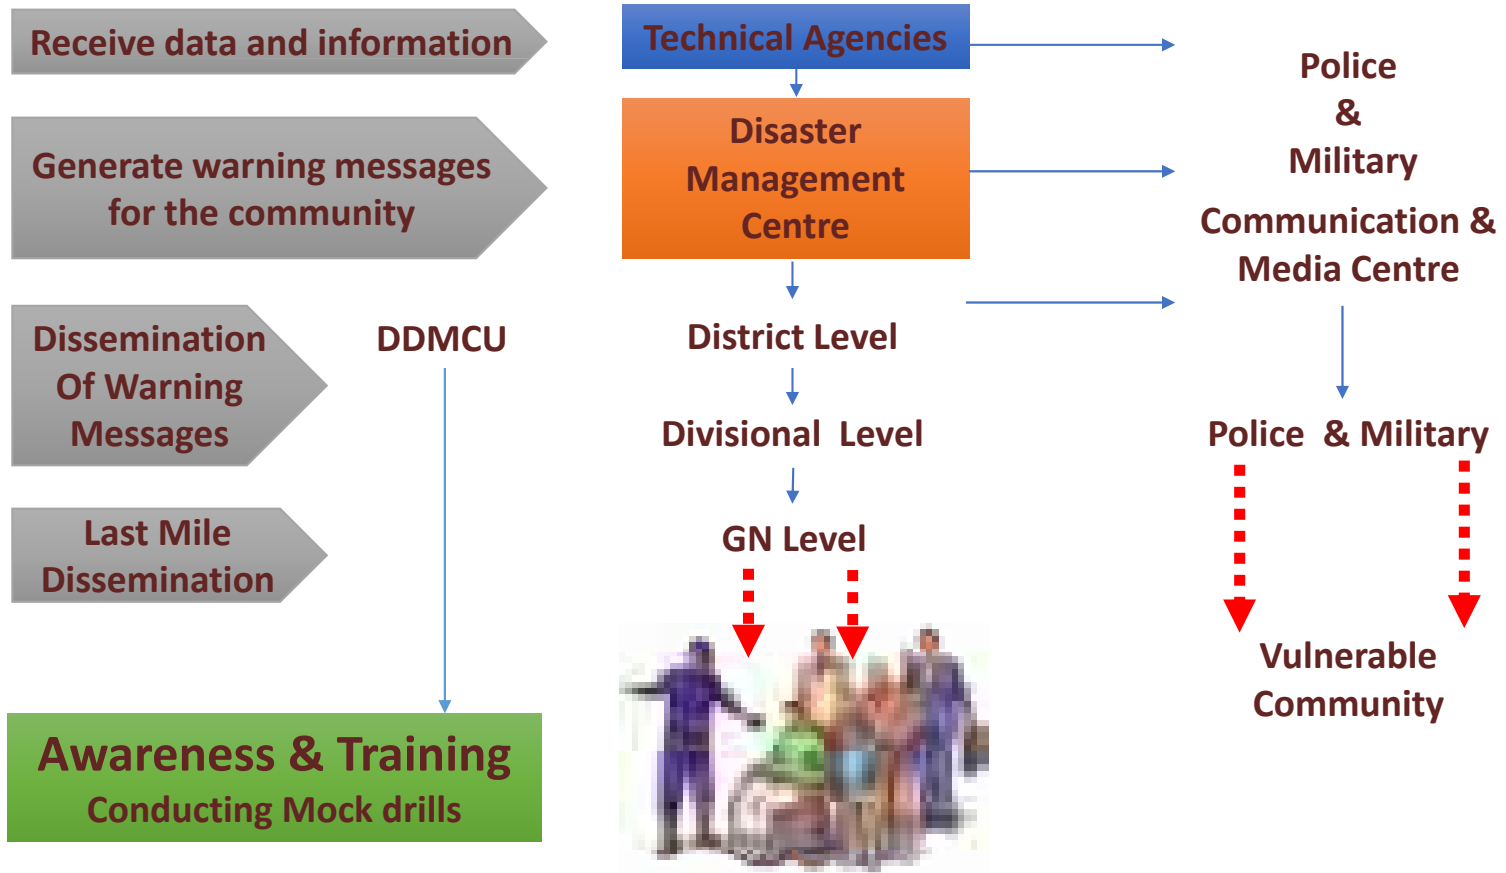 Receive data and information
Technical Agencies
Police
&
Military
Generate warning messages
for the community
Disaster
Management
Centre
Communication &
Media Centre
Dissemination
Of Warning
Messages
DDMCU
District Level
Divisional Level
Police & Military
Last Mile
Dissemination
GN Level
Vulnerable
Community
Awareness & Training
Conducting Mock drills